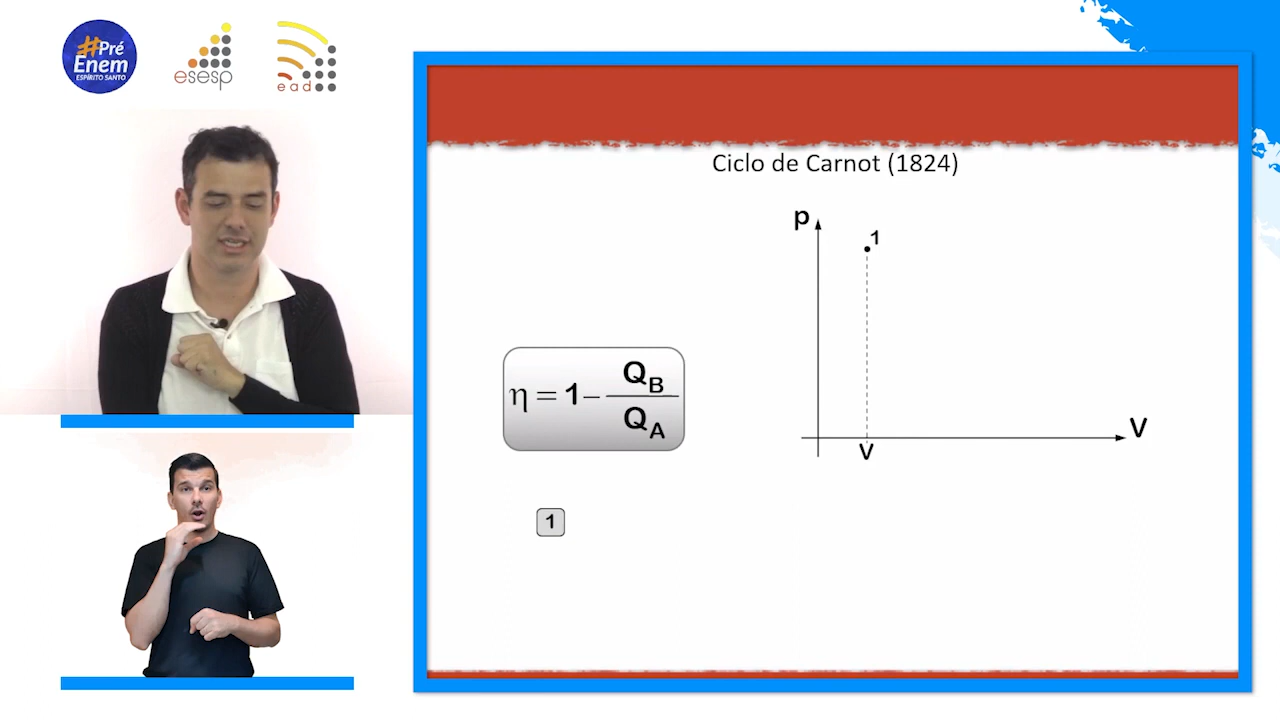 #Pré
Enem
ESPÍRITO SANTO
esesp
ead
Ciclo de Carnot (1824)
p
1
η = 1 – Q_B / Q_A
V
V
1